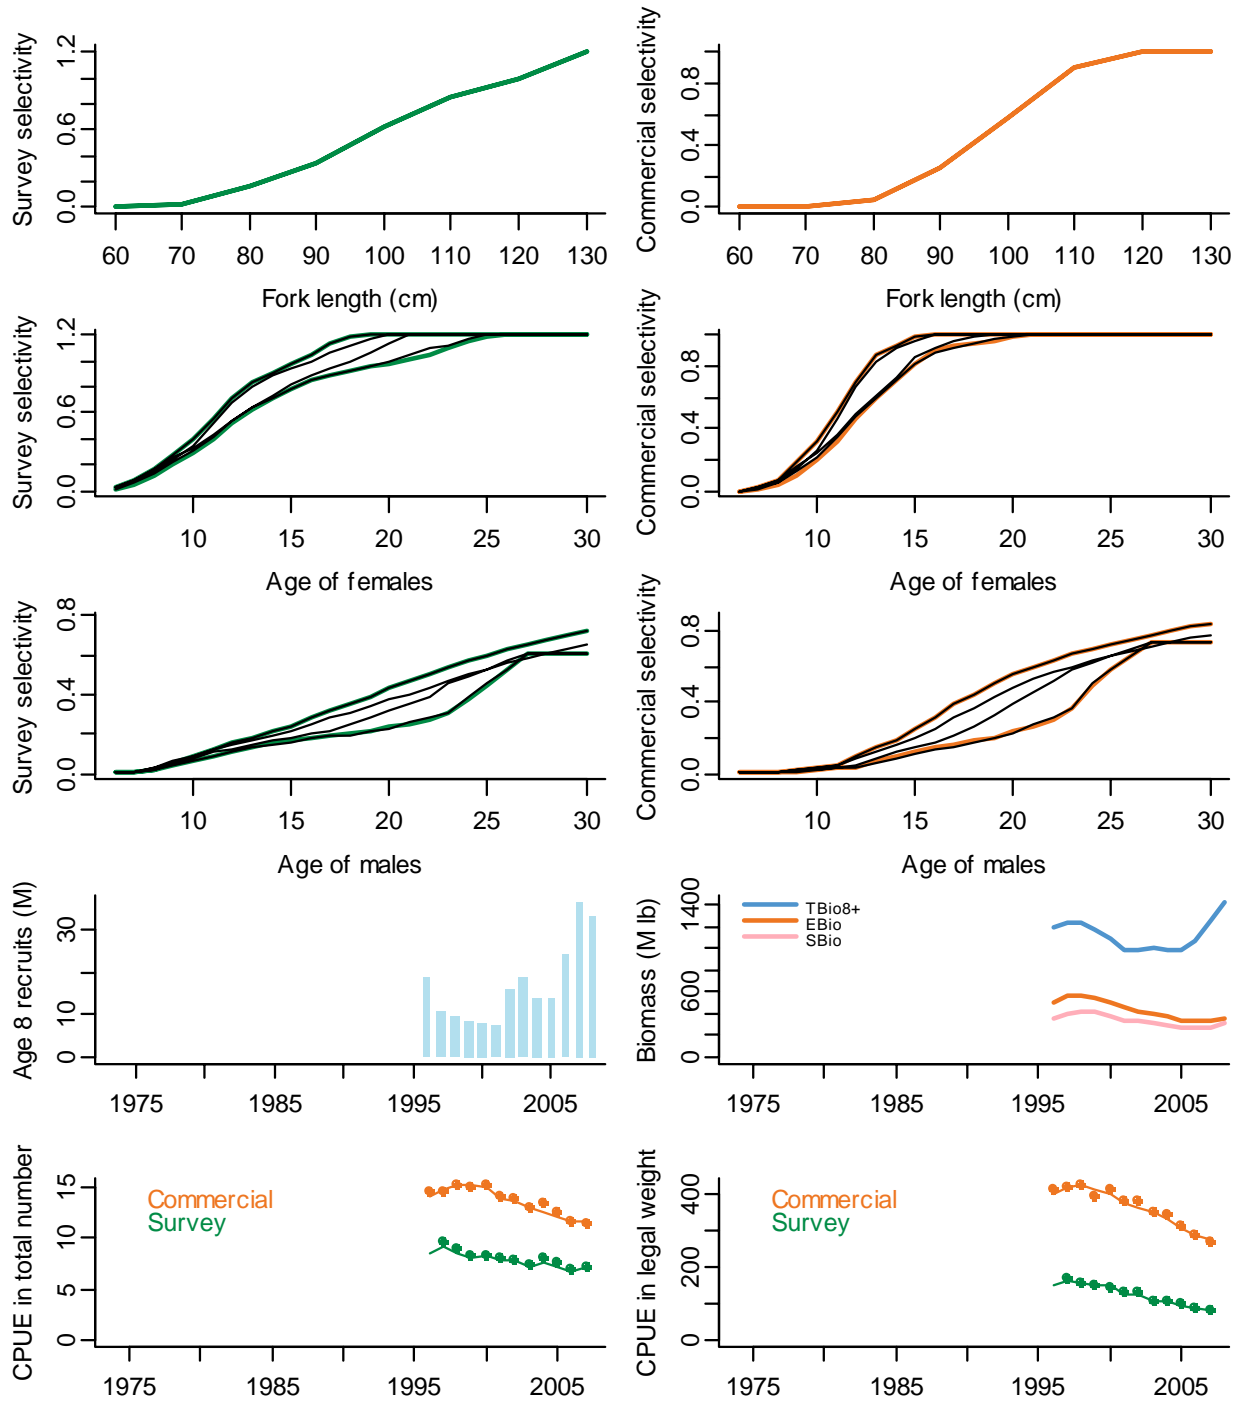 Survey selectivity
0.0 0.6 1.2
60 70 80 90 100 110 120 130
Fork length (cm)
Commercial selectivity
0.0 0.4 0.8
60 70 80 90 100 110 120 130
Fork length (cm)
Survey selectivity
0.0 0.6 1.2
10 15 20 25 30
Age of females
Commercial selectivity
0.0 0.4 0.8
10 15 20 25 30
Age of females
Survey selectivity
0.0 0.4 0.8
10 15 20 25 30
Age of males
Commercial selectivity
0.0 0.4 0.8
10 15 20 25 30
Age of males
Age 8 recruits (M)
0 10 30
1975 1985 1995 2005
Biomass (M lb)
0 600 1400
TBio8+
EBio
SBio
1975 1985 1995 2005
CPUE in total number
0 5 10 15
Commercial
Survey
1975 1985 1995 2005
CPUE in legal weight
0 200 400
Commercial
Survey
1975 1985 1995 2005